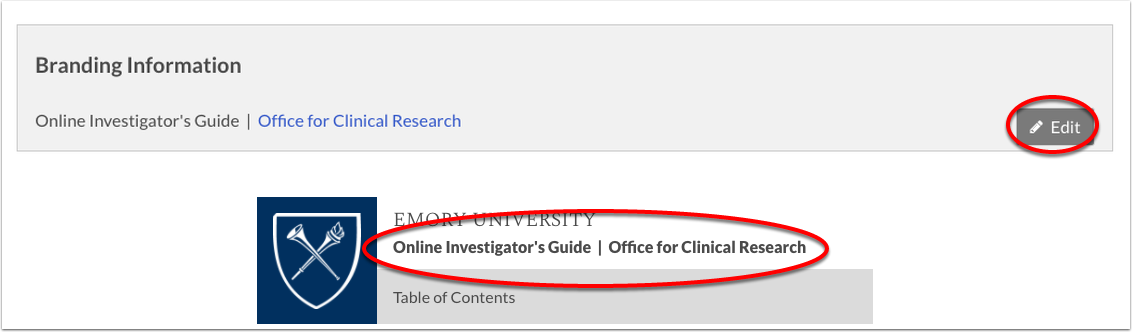 Branding Information
Online Investigator's Guide | Office for Clinical Research
Edit
EMORY UNIVERSITY
Online Investigator's Guide | Office for Clinical Research
Table of Contents